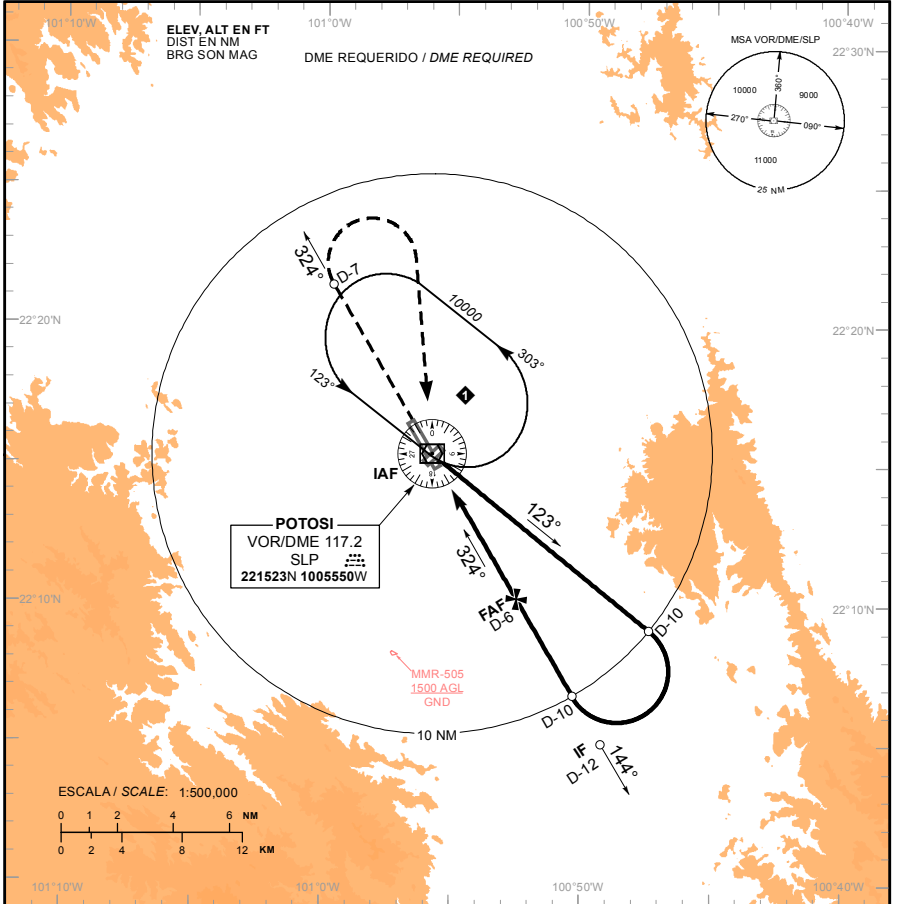 101°10'W
101°0'W
100°50'W
100°40'W
ELEV, ALT EN FT
DIST EN NM
BRG SON MAG
DME REQUERIDO / DME REQUIRED
MSA VOR/DME/SLP
22°30'N
10000
360°
9000
270°
090°
11000
25 NM
324°
D-7
10000
22°20'N
22°20'N
303°
123°
1
0
27
9
18
IAF
POTOSI
VOR/DME 117.2
SLP
221523N 1005550W
123°
324°
FAF
D-6
22°10'N
22°10'N
D-10
MMR-505
1500 AGL
GND
D-10
10 NM
IF
D-12
144°
ESCALA / SCALE: 1:500,000
0 1 2 4 6 NM
0 2 4 8 12 KM
101°10'W
101°0'W
100°50'W
100°40'W